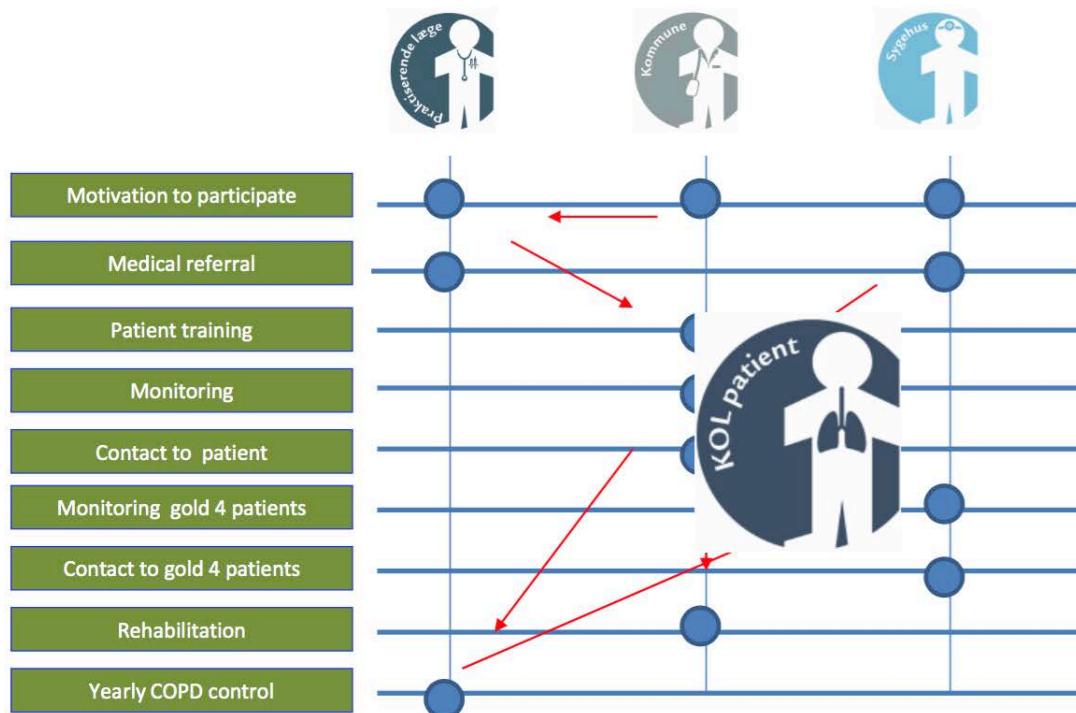 Praktiserende læge
Kommune
Sygehus
Motivation to participate
Medical referral
Patient training
KOL patient
Monitoring
Contact to patient
Monitoring gold 4 patients
Contact to gold 4 patients
Rehabilitation
Yearly COPD control